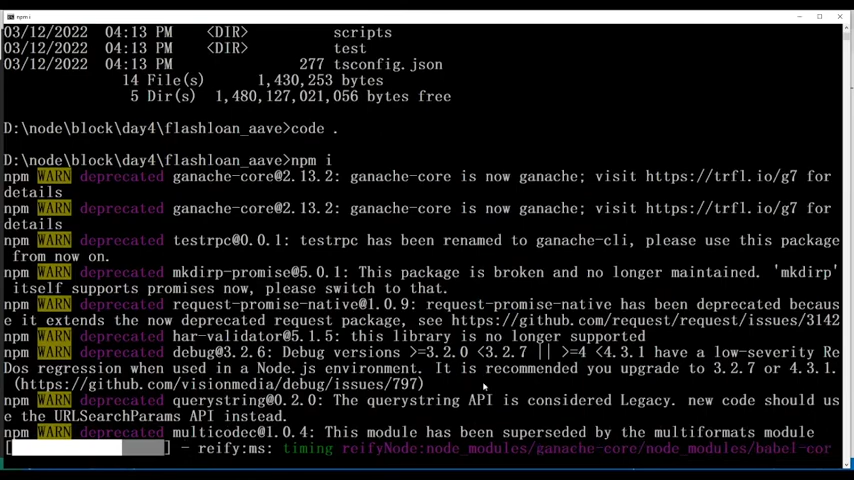 npm i
03/12/2022  04:13 PM    <DIR>          scripts
03/12/2022  04:13 PM    <DIR>          test
03/12/2022  04:13 PM               277 tsconfig.json
              14 File(s)      1,430,253 bytes
               5 Dir(s)  1,480,127,021,056 bytes free
D:\node\block\day4\flashloan_aave>code .
D:\node\block\day4\flashloan_aave>npm i
npm WARN deprecated ganache-core@2.13.2: ganache-core is now ganache; visit https://trfl.io/g7 for
details
npm WARN deprecated ganache-core@2.13.2: ganache-core is now ganache; visit https://trfl.io/g7 for
details
npm WARN deprecated testrpc@0.0.1: testrpc has been renamed to ganache-cli, please use this package
from now on.
npm WARN deprecated mkdirp-promise@5.0.1: This package is broken and no longer maintained. 'mkdirp'
itself supports promises now, please switch to that.
npm WARN deprecated request-promise-native@1.0.9: request-promise-native has been deprecated becaus
e it extends the now deprecated request package, see https://github.com/request/request/issues/3142
npm WARN deprecated har-validator@5.1.5: this library is no longer supported
npm WARN deprecated debug@3.2.6: Debug versions >=3.2.0 <3.2.7 || >=4 <4.3.1 have a low-severity Re
Dos regression when used in a Node.js environment. It is recommended you upgrade to 3.2.7 or 4.3.1.
(https://github.com/visionmedia/debug/issues/797)
npm WARN deprecated querystring@0.2.0: The querystring API is considered Legacy. new code should us
e the URLSearchParams API instead.
npm WARN deprecated multicodec@1.0.4: This module has been superseded by the multiformats module
[ ] - reify:ms: timing reifyNode:node_modules/ganache-core/node_modules/babel-cor